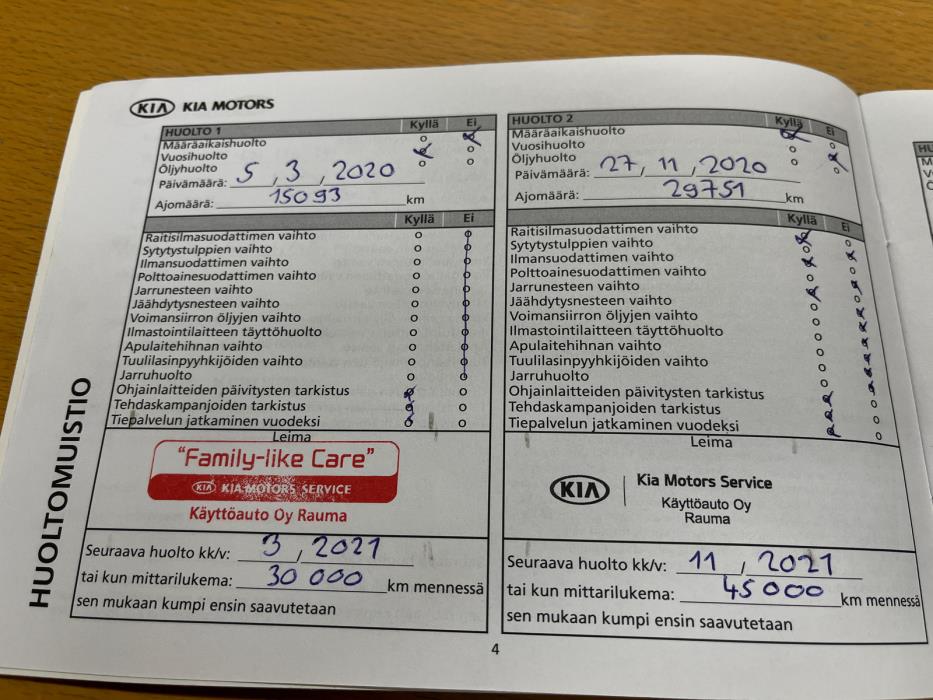 KIA KIA MOTORS
HUOLTO 1 Kyllä Ei
Määräaikaishuolto
Vuosihuolto
Öljyhuolto
Päivämäärä: 5, 3, 2020
Ajomäärä: 15093 km
Kyllä Ei
Raitisilmasuodattimen vaihto
Sytytystulppien vaihto
Ilmansuodattimen vaihto
Polttoainesuodattimen vaihto
Jarrunesteen vaihto
Jäähdytysnesteen vaihto
Voimansiirron öljyjen vaihto
Ilmastointilaitteen täyttöhuolto
Apulaitehihnan vaihto
Tuulilasinpyyhkijöiden vaihto
Jarruhuolto
Ohjainlaitteiden päivitysten tarkistus
Tehdaskampanjoiden tarkistus
Tiepalvelun jatkaminen vuodeksi
Leima
"Family-like Care"
KIA KIA MOTORS SERVICE
Käyttöauto Oy Rauma
Seuraava huolto kk/v: 3, 2021
tai kun mittarilukema: 30 000 km mennessä
sen mukaan kumpi ensin saavutetaan
HUOLTO 2 Kyllä Ei
Määräaikaishuolto
Vuosihuolto
Öljyhuolto
Päivämäärä: 27, 11, 2020
Ajomäärä: 29751 km
Kyllä Ei
Raitisilmasuodattimen vaihto
Sytytystulppien vaihto
Ilmansuodattimen vaihto
Polttoainesuodattimen vaihto
Jarrunesteen vaihto
Jäähdytysnesteen vaihto
Voimansiirron öljyjen vaihto
Ilmastointilaitteen täyttöhuolto
Apulaitehihnan vaihto
Tuulilasinpyyhkijöiden vaihto
Jarruhuolto
Ohjainlaitteiden päivitysten tarkistus
Tehdaskampanjoiden tarkistus
Tiepalvelun jatkaminen vuodeksi
Leima
KIA Kia Motors Service
Käyttöauto Oy
Rauma
Seuraava huolto kk/v: 11, 2021
tai kun mittarilukema: 45000 km mennessä
sen mukaan kumpi ensin saavutetaan
HUOLTOMUISTIO
4